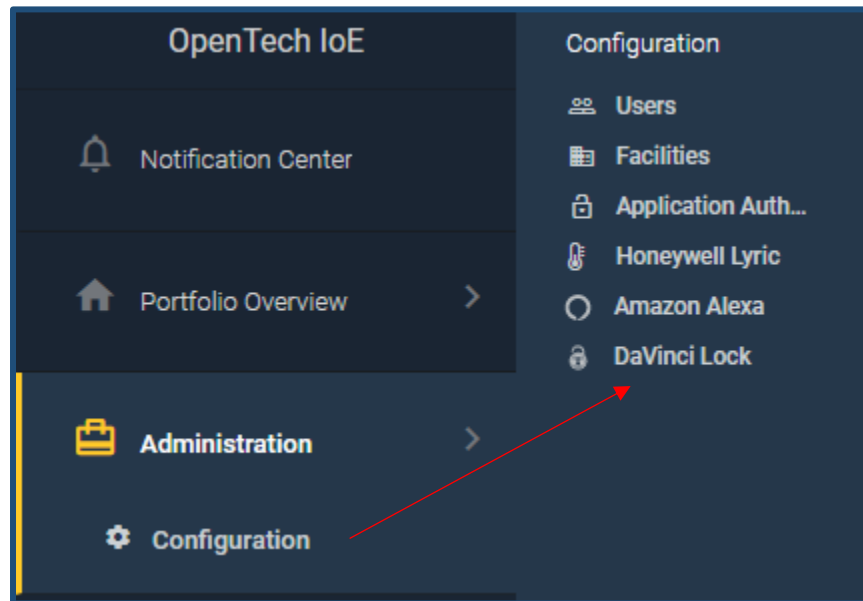 OpenTech IoE
Notification Center
Portfolio Overview
Administration
Configuration
Configuration
Users
Facilities
Application Auth...
Honeywell Lyric
Amazon Alexa
DaVinci Lock